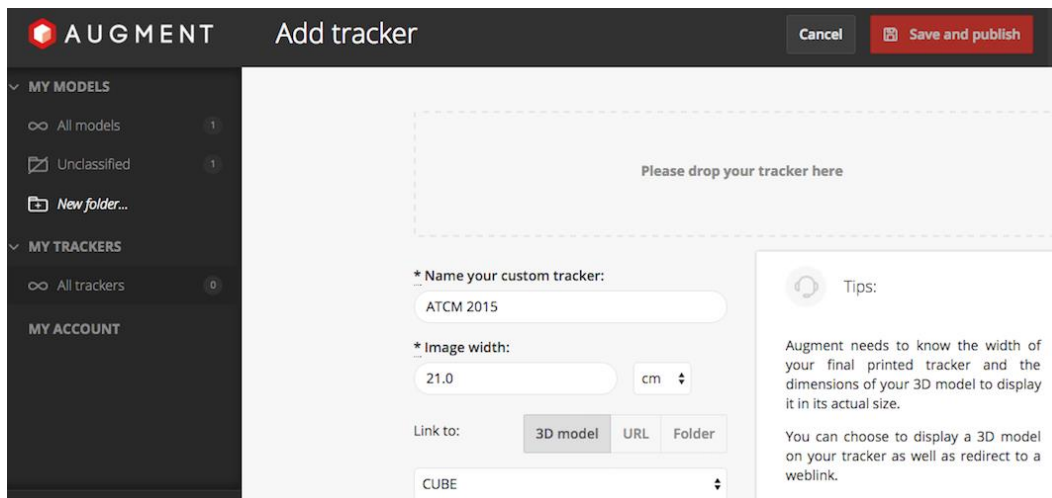 AUGMENT
Add tracker
Cancel
Save and publish
MY MODELS
All models 1
Unclassified 1
New folder...
MY TRACKERS
All trackers 0
MY ACCOUNT
Please drop your tracker here
* Name your custom tracker:
ATCM 2015
* Image width:
21.0 cm
Link to: 3D model URL Folder
CUBE
Tips:
Augment needs to know the width of
your final printed tracker and the
dimensions of your 3D model to display
it in its actual size.
You can choose to display a 3D model
on your tracker as well as redirect to a
weblink.